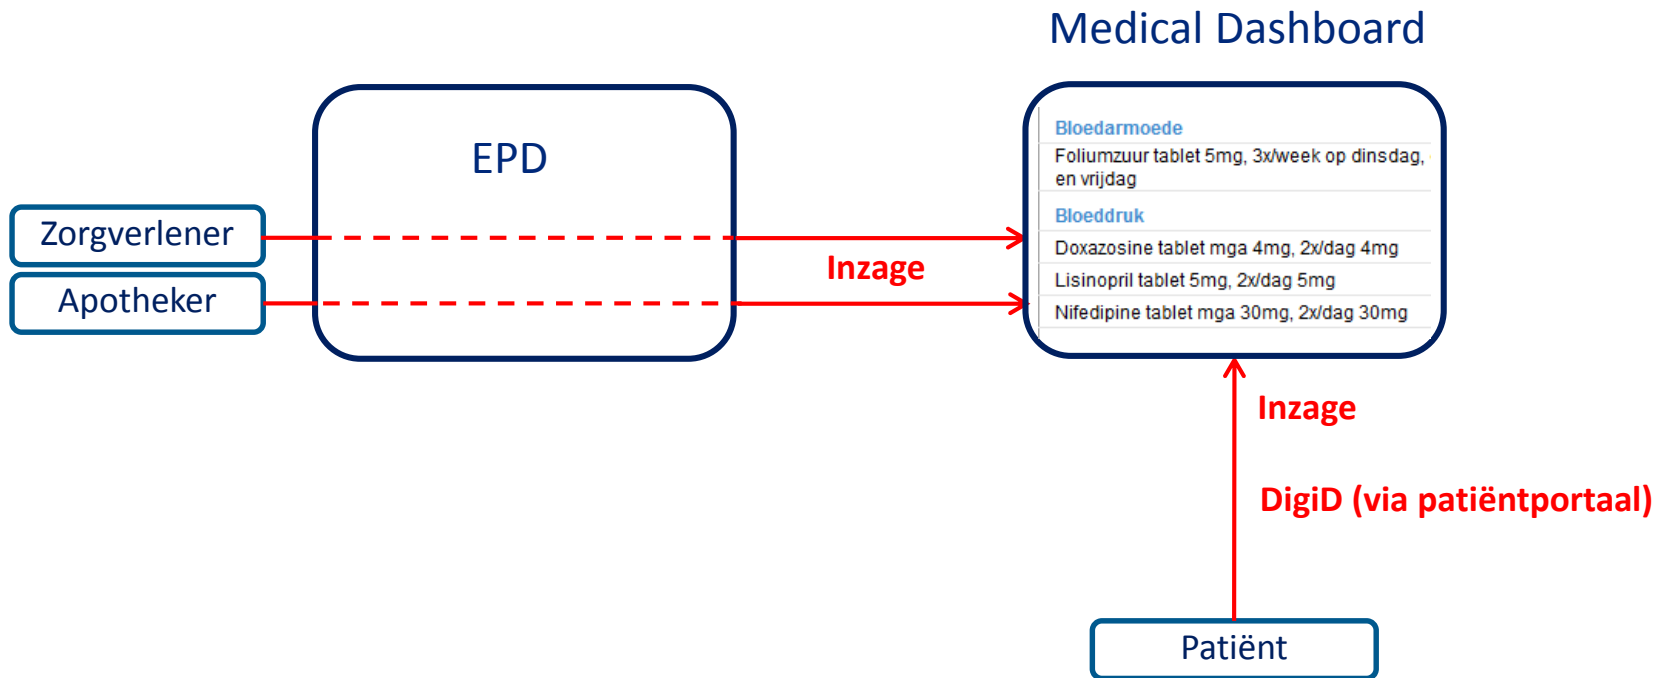 Medical Dashboard
EPD
Zorgverlener
Apotheker
Inzage
Bloedarmoede
Foliumzuur tablet 5mg, 3x/week op dinsdag,
en vrijdag
Bloeddruk
Doxazosine tablet mga 4mg, 2x/dag 4mg
Lisinopril tablet 5mg, 2x/dag 5mg
Nifedipine tablet mga 30mg, 2x/dag 30mg
Inzage
DigiD (via patiëntportaal)
Patiënt